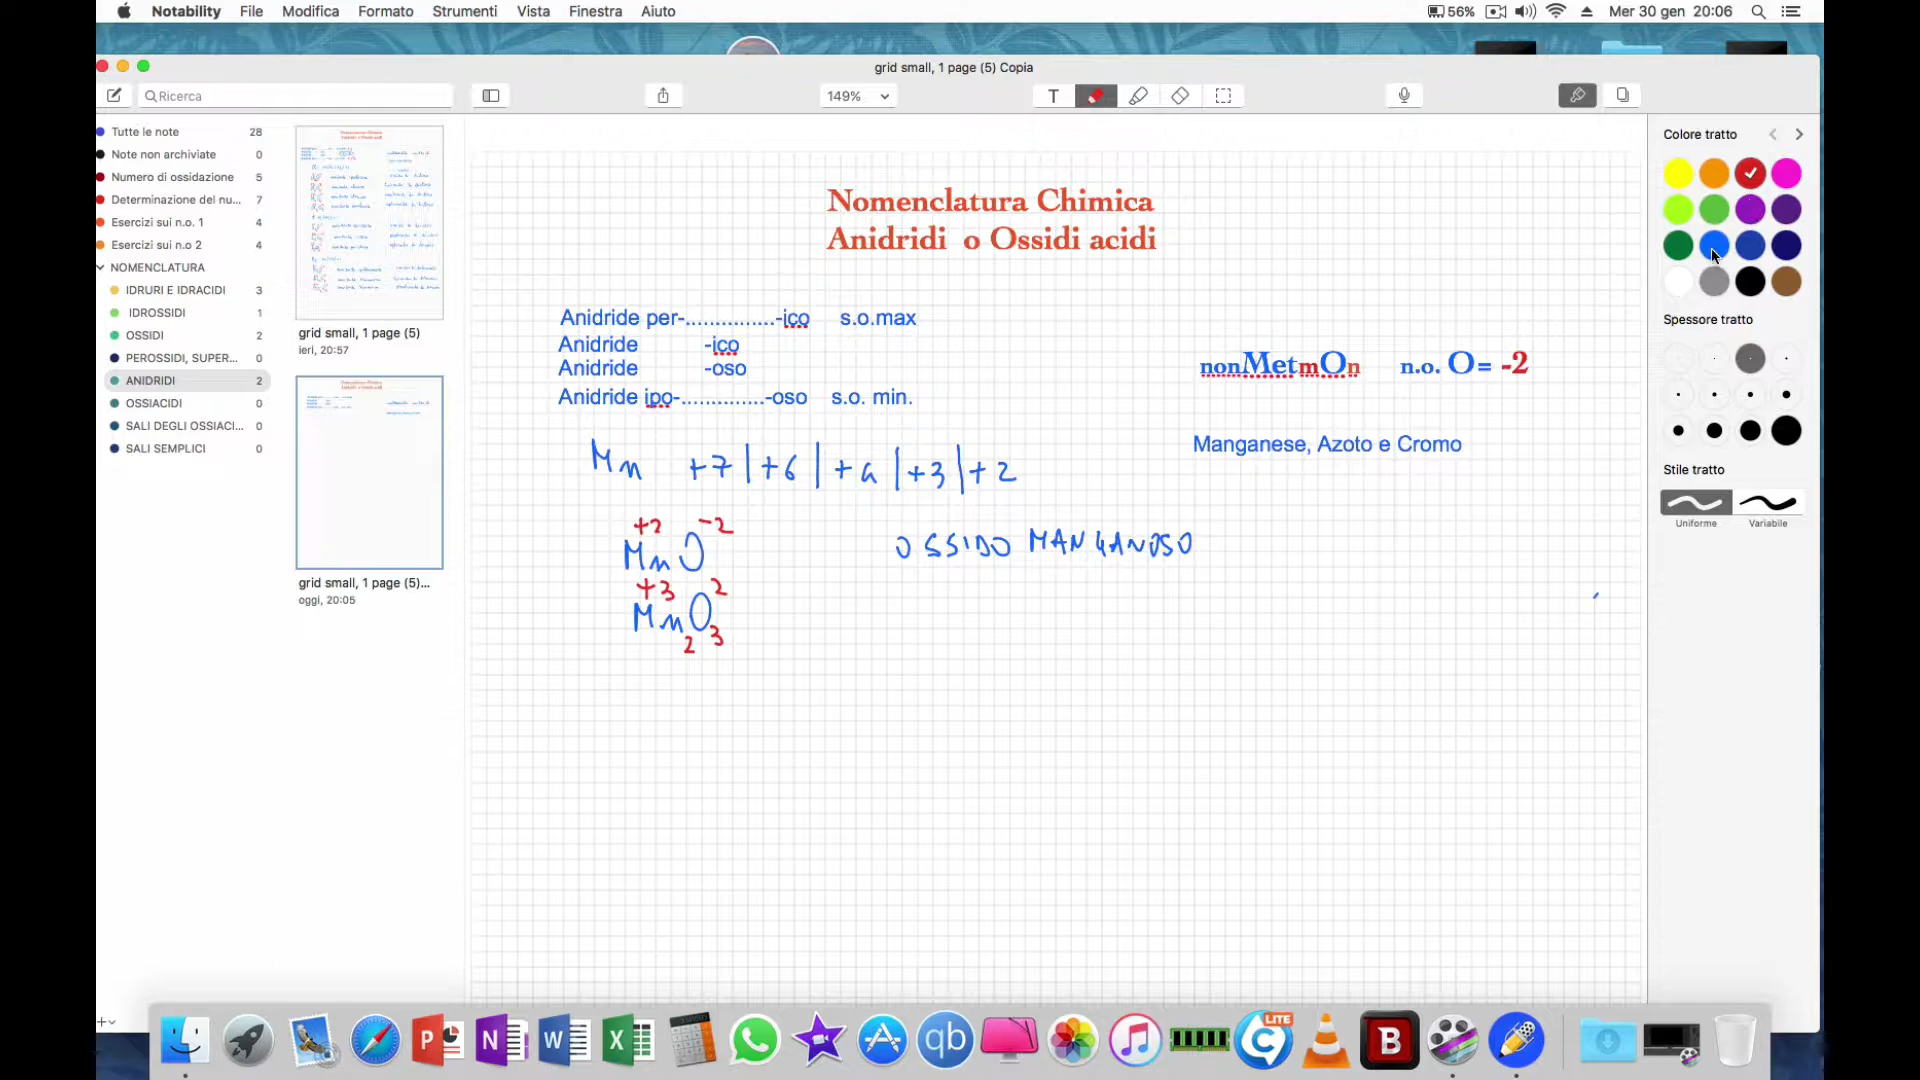 Notability File Modifica Formato Strumenti Vista Finestra Aiuto 56% Mer 30 gen 20:06
grid small, 1 page (5) Copia
Ricerca 149% T
Tutte le note 28
Note non archiviate 0
Numero di ossidazione 5
Determinazione del nu... 7
Esercizi sui n.o. 1 4
Esercizi sui n.o 2 4
NOMENCLATURA
IDRURI E IDRACIDI 3
IDROSSIDI 1
OSSIDI 2
PEROSSIDI, SUPER... 0
ANIDRIDI 2
OSSIACIDI 0
SALI DEGLI OSSIACI... 0
SALI SEMPLICI 0
grid small, 1 page (5)
ieri, 20:57
grid small, 1 page (5)...
oggi, 20:05
Nomenclatura Chimica
Anidridi o Ossidi acidi
Anidride per-...............-ico s.o.max
Anidride -ico
Anidride -oso
Anidride ipo-..............-oso s.o. min.
nonMetmOn n.o. O= -2
Manganese, Azoto e Cromo
Mn +7 | +6 | +4 | +3 | +2
+2 -2
MnO OSSIDO MANGANOSO
+3 2
MnO
2 3
Colore tratto
Spessore tratto
Stile tratto
Uniforme Variabile
P N W X qb LITE C B